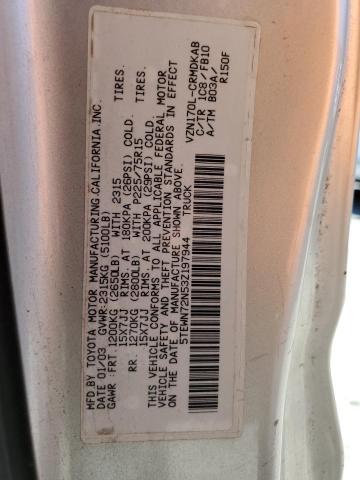 MFD.BY TOYOTA MOTOR MANUFACTURING CALIFORNIA,INC.
DATE 01/03 GVWR:2315KG (5100LB)
GAWR :FRT. 1200KG (2650LB) WITH 2315 TIRES.
15X7JJ RIMS. AT 180KPA (26PSI) COLD.
RR. 1270KG (2800LB) WITH P225/75R15 TIRES.
15X7JJ RIMS. AT 200KPA (29PSI) COLD.
THIS VEHICLE CONFORMS TO ALL APPLICABLE FEDERAL MOTOR
VEHICLE SAFETY AND THEFT PREVENTION STANDARDS IN EFFECT
ON THE DATE OF MANUFACTURE SHOWN ABOVE.
5TEWN72N53Z197944 TRUCK
VZN170L-CRMDKAB
C/TR 1C8/FB10
A/TM B03A/
R150F